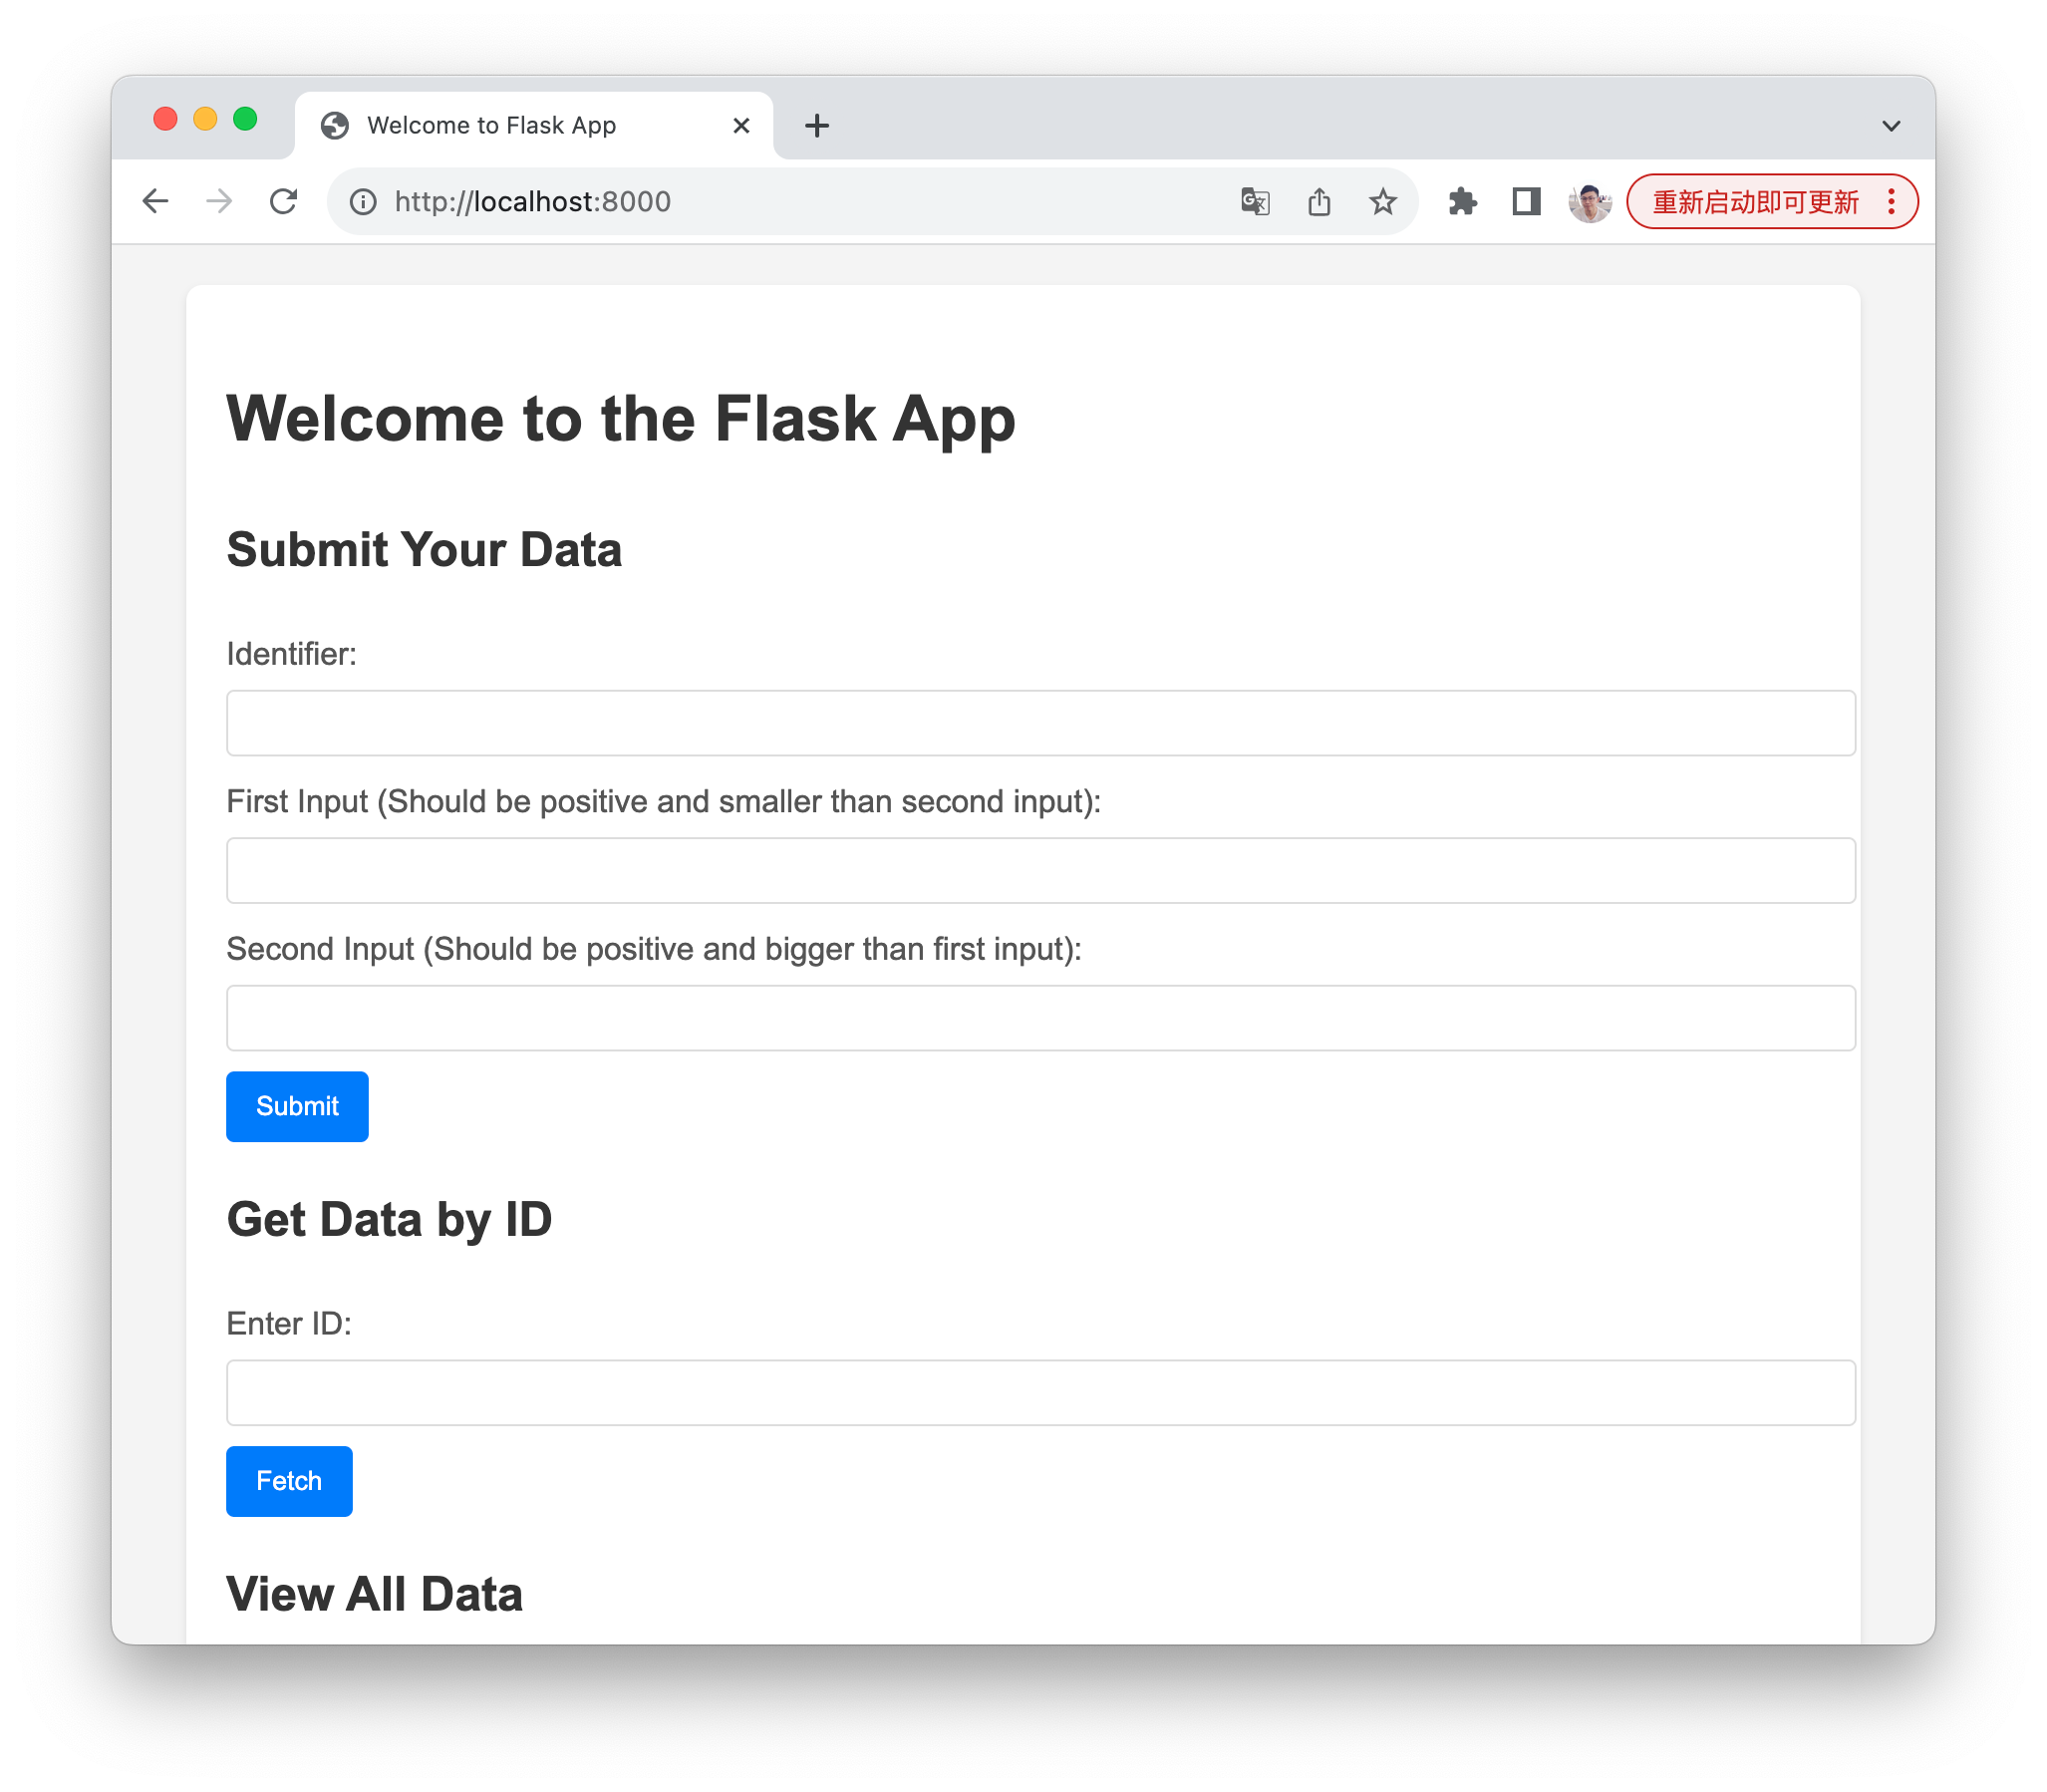 Welcome to Flask App
http://localhost:8000
重新启动即可更新
Welcome to the Flask App
Submit Your Data
Identifier:
First Input (Should be positive and smaller than second input):
Second Input (Should be positive and bigger than first input):
Submit
Get Data by ID
Enter ID:
Fetch
View All Data